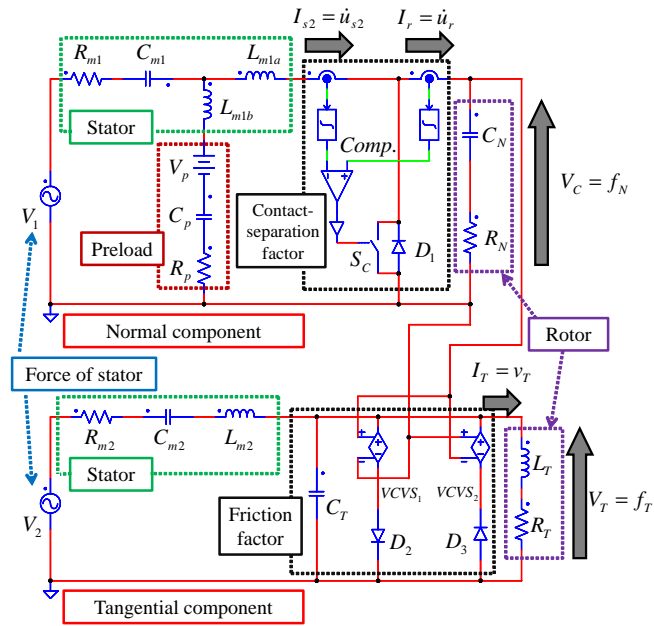 I_{s2} = \dot{u}_{s2}
I_r = \dot{u}_r
R_{m1}
C_{m1}
L_{m1a}
L_{m1b}
Stator
V_p
C_p
R_p
Preload
V_1
Comp.
Contact-
separation
factor
S_C
D_1
C_N
R_N
V_C = f_N
Normal component
Rotor
Force of stator
I_T = v_T
R_{m2}
C_{m2}
L_{m2}
Stator
V_2
C_T
VCVS_1
VCVS_2
Friction
factor
D_2
D_3
L_T
R_T
V_T = f_T
Tangential component